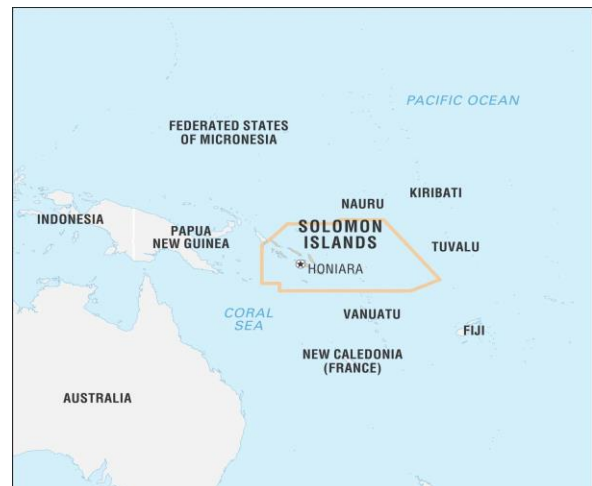 PACIFIC OCEAN
FEDERATED STATES
OF MICRONESIA
KIRIBATI
NAURU
INDONESIA
PAPUA
NEW GUINEA
SOLOMON
ISLANDS
TUVALU
HONIARA
CORAL
SEA
VANUATU
FIJI
NEW CALEDONIA
(FRANCE)
AUSTRALIA